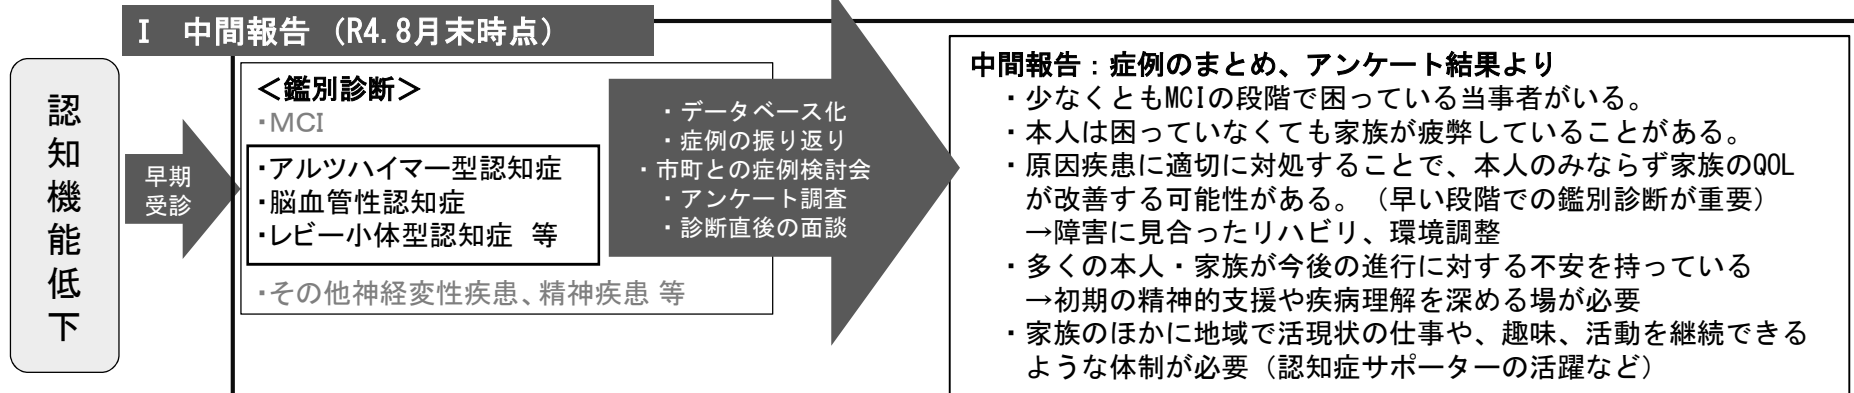 Ⅰ 中間報告（R4.8月末時点）
認知機能低下
早期
受診
＜鑑別診断＞
・MCI
・アルツハイマー型認知症
・脳血管性認知症
・レビー小体型認知症 等
・その他神経変性疾患、精神疾患 等
・データベース化
・症例の振り返り
・市町との症例検討会
・アンケート調査
・診断直後の面談
中間報告：症例のまとめ、アンケート結果より
・少なくともMCIの段階で困っている当事者がいる。
・本人は困っていなくても家族が疲弊していることがある。
・原因疾患に適切に対処することで、本人のみならず家族のQOL
が改善する可能性がある。（早い段階での鑑別診断が重要）
→障害に見合ったリハビリ、環境調整
・多くの本人・家族が今後の進行に対する不安を持っている
→初期の精神的支援や疾病理解を深める場が必要
・家族のほかに地域で活現状の仕事や、趣味、活動を継続できる
ような体制が必要（認知症サポーターの活躍など）